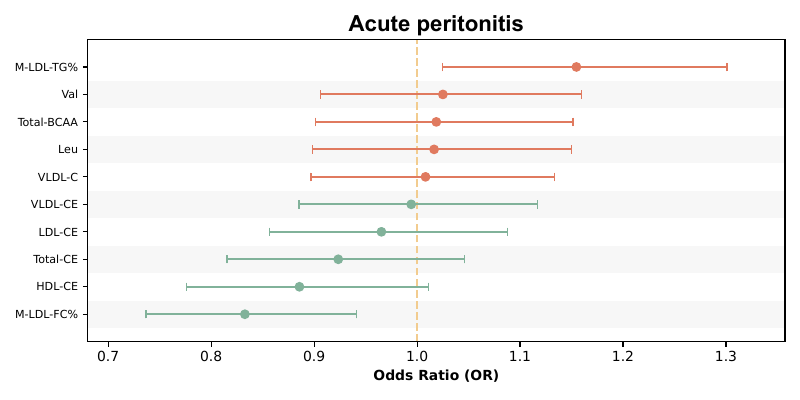 Acute peritonitis
M-LDL-TG%
Val
Total-BCAA
Leu
VLDL-C
VLDL-CE
LDL-CE
Total-CE
HDL-CE
M-LDL-FC%
0.7 0.8 0.9 1.0 1.1 1.2 1.3
Odds Ratio (OR)